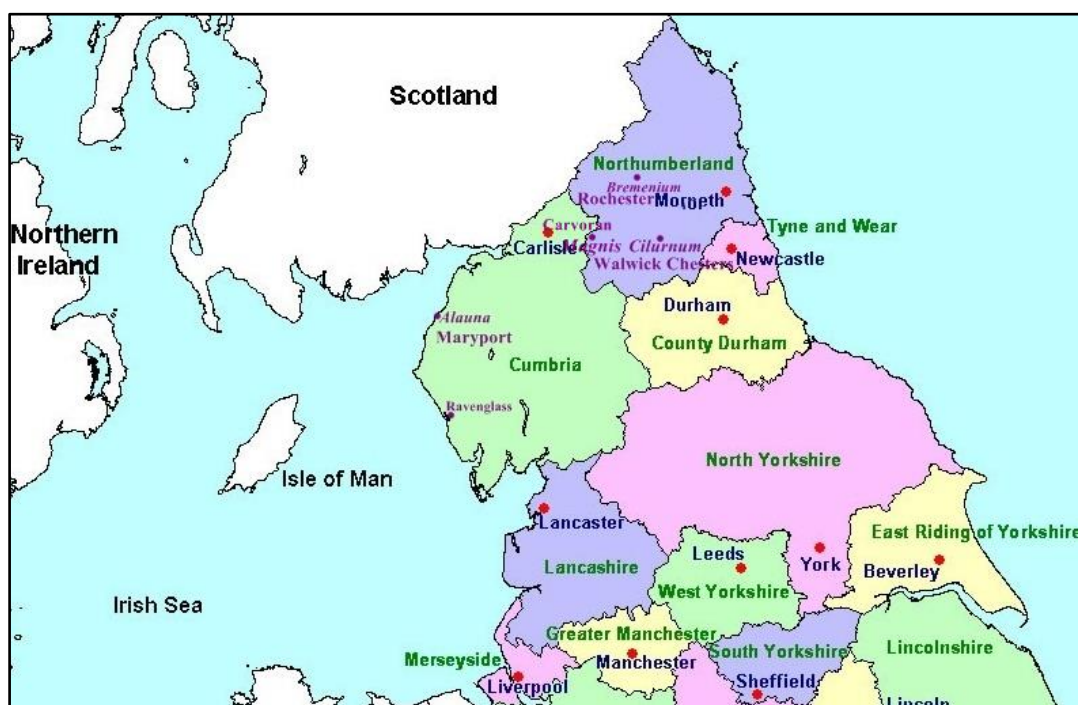 Scotland
Northumberland
Bremenium
Rochester
Morpeth
Northern
Ireland
Carvoran
Carlisle
Magnis
Cilurnum
Walwick Chesters
Tyne and Wear
Newcastle
Durham
County Durham
Alauna
Maryport
Cumbria
Ravenglass
North Yorkshire
Isle of Man
Lancaster
East Riding of Yorkshire
Leeds
York
Beverley
Lancashire
West Yorkshire
Irish Sea
Greater Manchester
South Yorkshire
Lincolnshire
Merseyside
Manchester
Liverpool
Sheffield
Lincoln